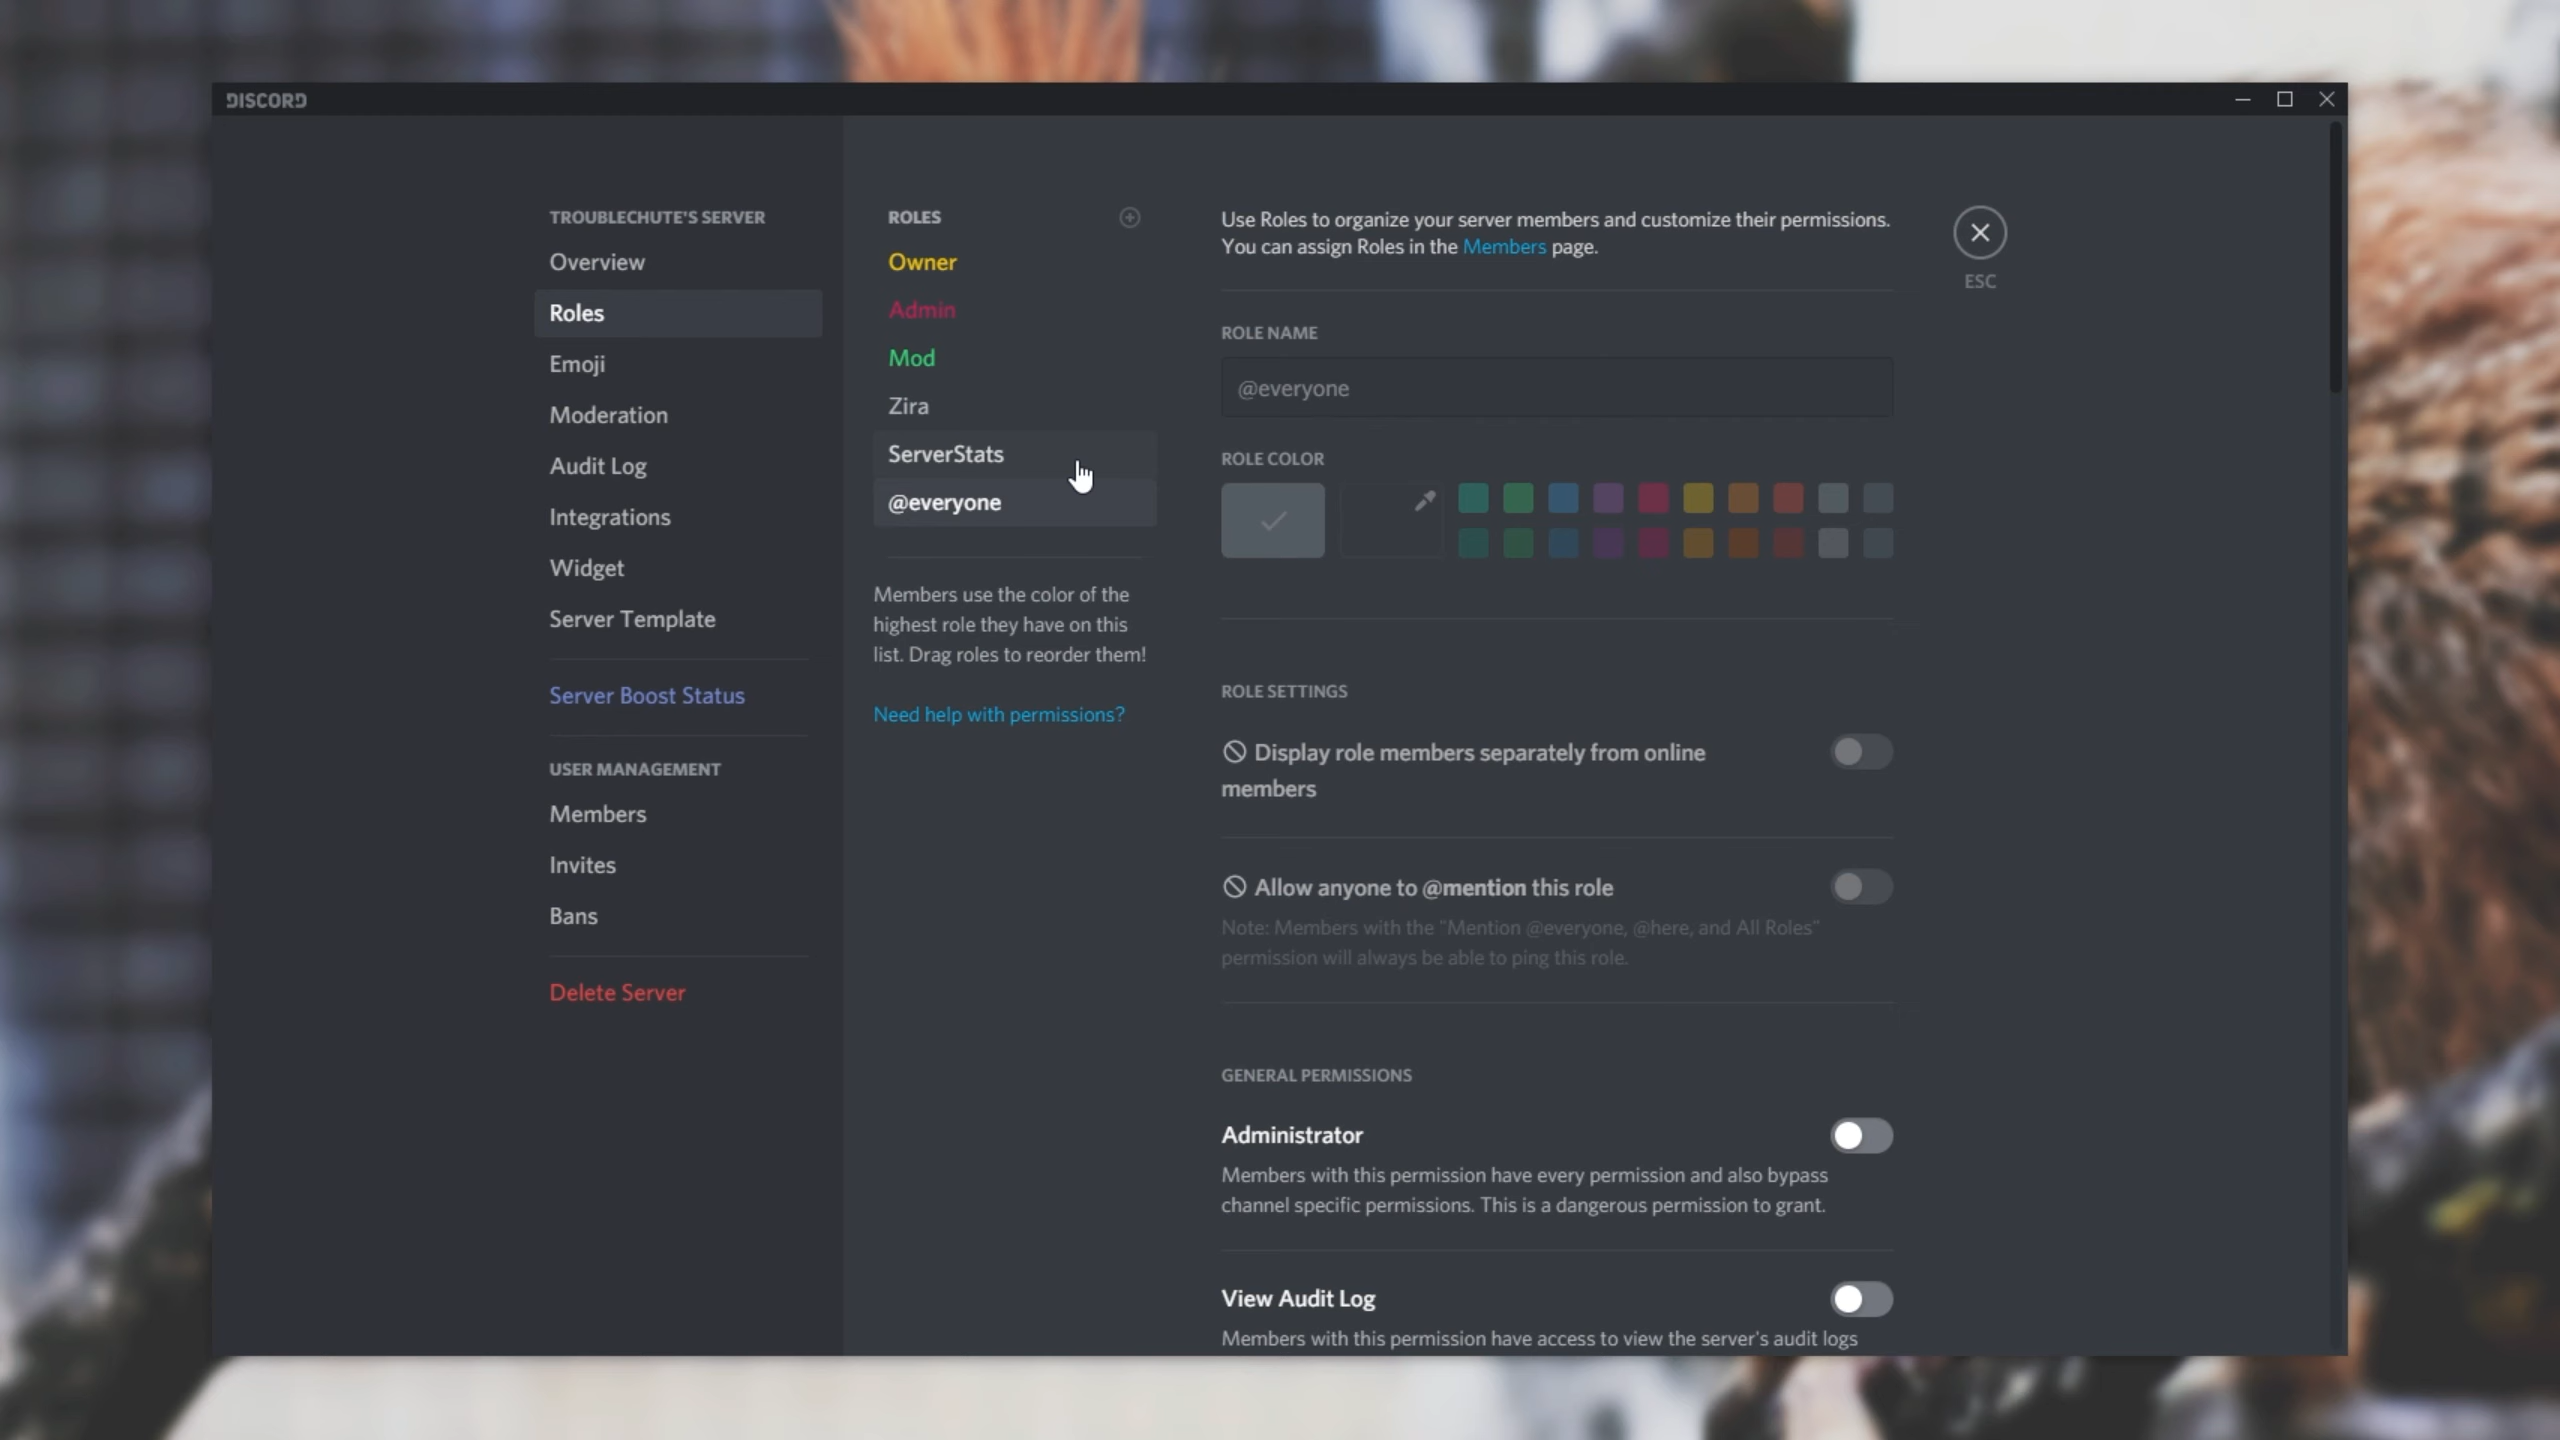 DISCORD
TROUBLECHUTE'S SERVER
Overview
Roles
Emoji
Moderation
Audit Log
Integrations
Widget
Server Template
Server Boost Status
USER MANAGEMENT
Members
Invites
Bans
Delete Server
ROLES
Owner
Admin
Mod
Zira
ServerStats
@everyone
Members use the color of the
highest role they have on this
list. Drag roles to reorder them!
Need help with permissions?
Use Roles to organize your server members and customize their permissions.
You can assign Roles in the Members page.
ESC
ROLE NAME
@everyone
ROLE COLOR
ROLE SETTINGS
Display role members separately from online
members
Allow anyone to @mention this role
Note: Members with the "Mention @everyone, @here, and All Roles"
permission will always be able to ping this role.
GENERAL PERMISSIONS
Administrator
Members with this permission have every permission and also bypass
channel specific permissions. This is a dangerous permission to grant.
View Audit Log
Members with this permission have access to view the server's audit logs